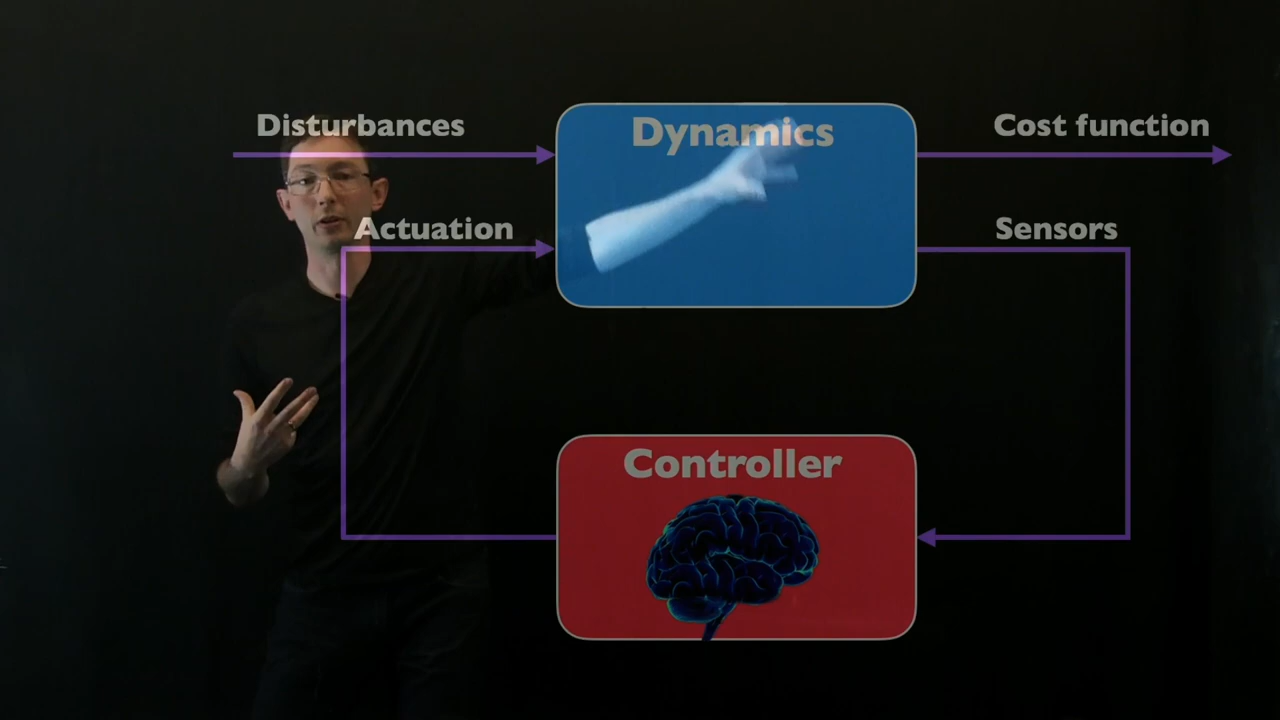 Disturbances
Dynamics
Cost function
Actuation
Sensors
Controller